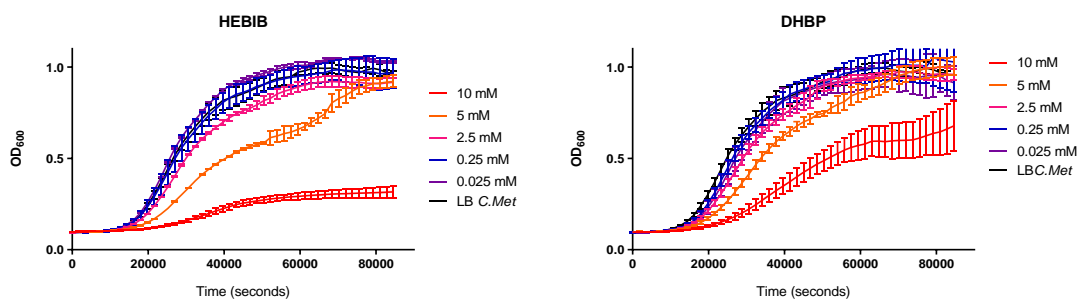 HEBIB
1.0
0.5
0.0
OD600
0
20000
40000
60000
80000
Time (seconds)
10 mM
5 mM
2.5 mM
0.25 mM
0.025 mM
LB C.Met
DHBP
1.0
0.5
0.0
OD600
0
20000
40000
60000
80000
Time (seconds)
10 mM
5 mM
2.5 mM
0.25 mM
0.025 mM
LBC.Met